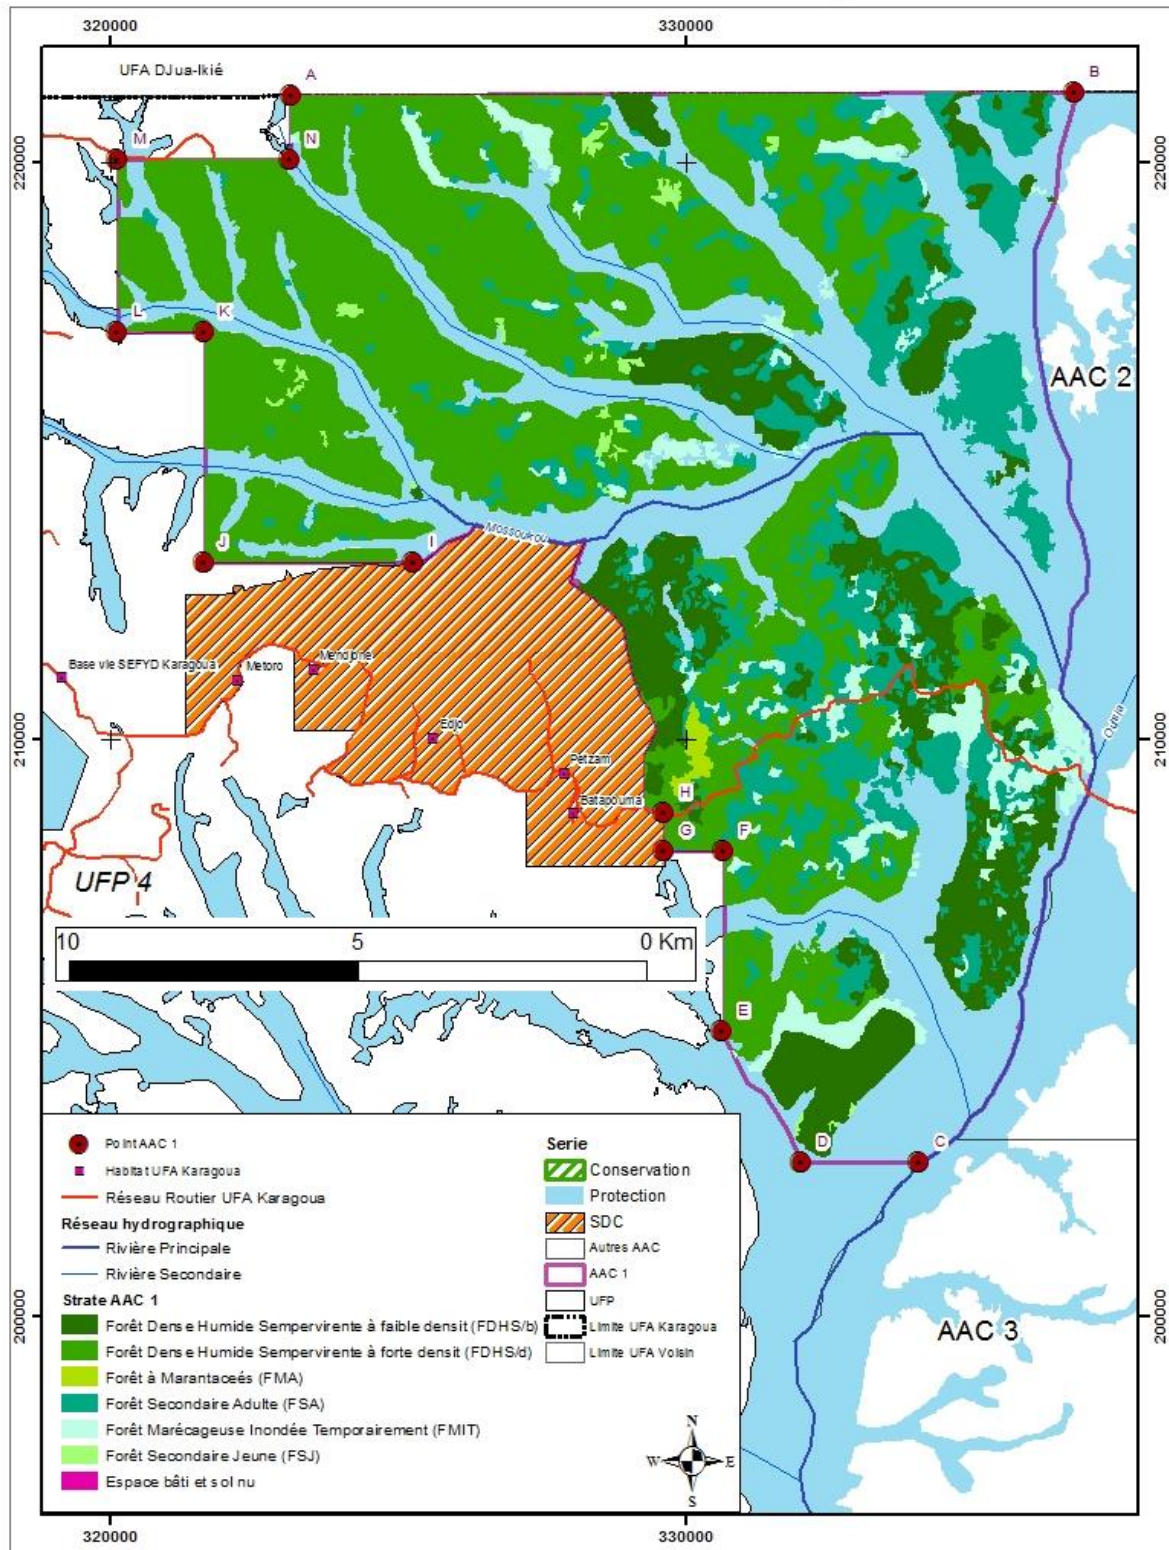 320000
330000
UFA DJua-Ikié
A
B
M
N
220000
220000
L
K
AAC 2
J
I
Mossoukou
Base vie SEFYD Karagoua
Metoro
Mendjone
Edjo
Petzam
Batapouma
H
G
F
210000
210000
UFP 4
10
5
0 Km
E
D
C
Point AAC 1
Habitat UFA Karagoua
Réseau Routier UFA Karagoua
Réseau hydrographique
Rivière Principale
Rivière Secondaire
Strate AAC 1
Forêt Dense Humide Sempervirente à faible densit (FDHS/b)
Forêt Dense Humide Sempervirente à forte densit (FDHS/d)
Forêt à Marantaceés (FMA)
Forêt Secondaire Adulte (FSA)
Forêt Marécageuse Inondée Temporairement (FMIT)
Forêt Secondaire Jeune (FSJ)
Espace bâti et sol nu
Serie
Conservation
Protection
SDC
Autres AAC
AAC 1
UFP
Limite UFA Karagoua
Limite UFA Voisin
AAC 3
200000
200000
N
W
E
S
320000
330000